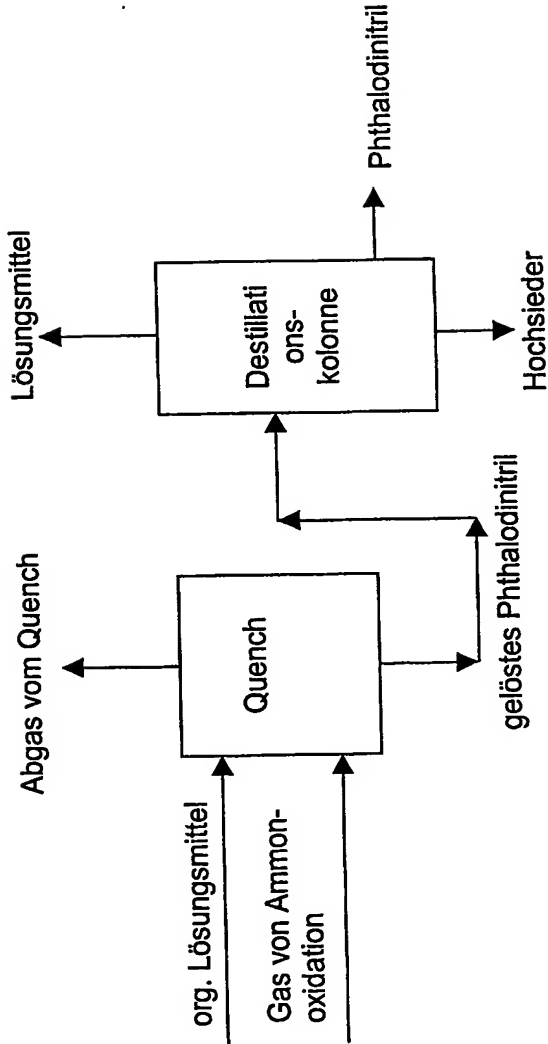 Abgas vom Quench
org. Lösungsmittel
Gas von Ammon-
oxidation
Quench
gelöstes Phthalodinitril
Lösungsmittel
Destillati
ons-
kolonne
Phthalodinitril
Hochsieder